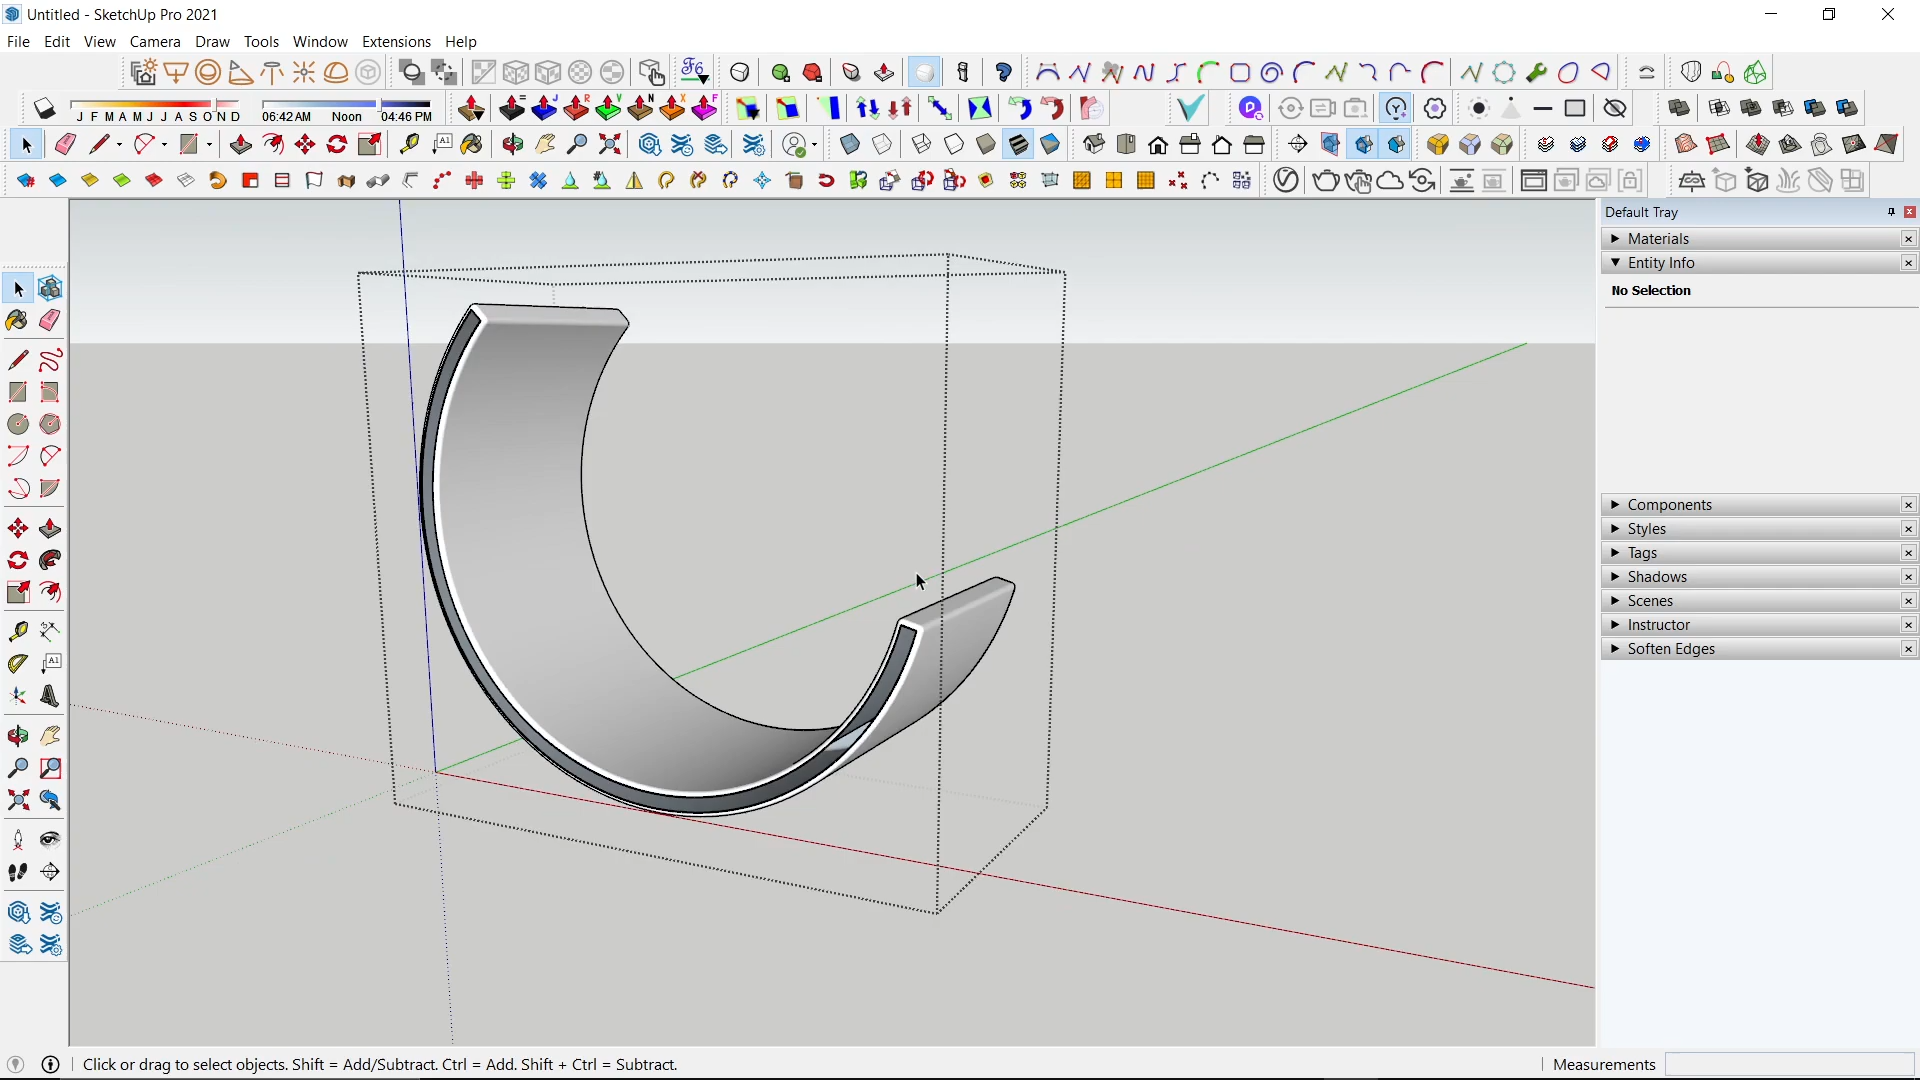 Untitled - SketchUp Pro 2021
File Edit View Camera Draw Tools Window Extensions Help
J F M A M J J A S O N D 06:42 AM Noon 04:46 PM
Default Tray
Materials
Entity Info
No Selection
Components
Styles
Tags
Shadows
Scenes
Instructor
Soften Edges
Click or drag to select objects. Shift = Add/Subtract. Ctrl = Add. Shift + Ctrl = Subtract.
Measurements